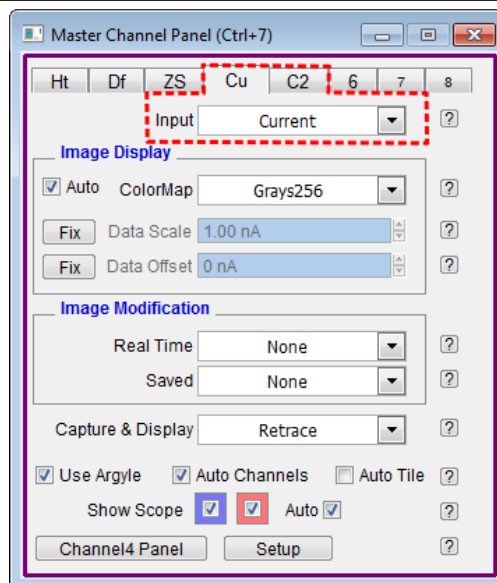 Master Channel Panel (Ctrl+7)
Ht Df ZS Cu C2 6 7 8
Input Current ?
Image Display
Auto ColorMap Grays256 ?
Fix Data Scale 1.00 nA ?
Fix Data Offset 0 nA ?
Image Modification
Real Time None ?
Saved None ?
Capture & Display Retrace ?
Use Argyle Auto Channels Auto Tile ?
Show Scope Auto ?
Channel4 Panel Setup ?